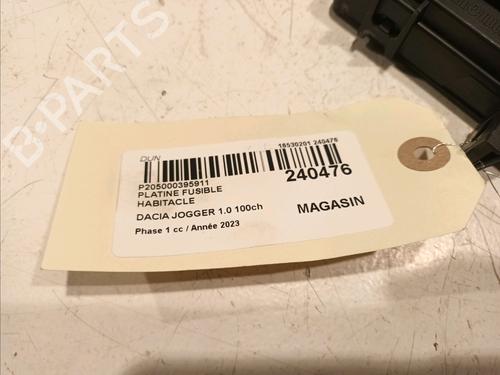 B-PARTS
DUN
18530201 240476
P205000395911
PLATINE FUSIBLE
HABITACLE
240476
DACIA JOGGER 1.0 100ch
MAGASIN
Phase 1 cc / Année 2023